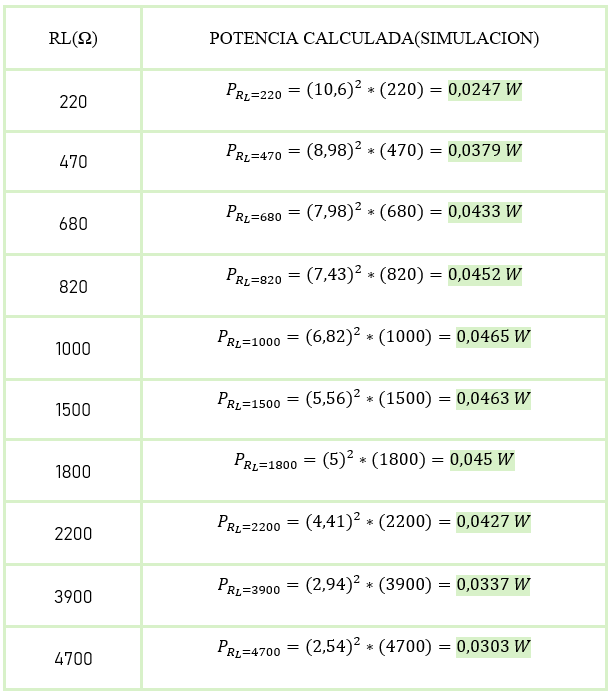 RL(Ω) POTENCIA CALCULADA(SIMULACION)
220 P_{R_L=220} = (10,6)² ∗ (220) = 0,0247 W
470 P_{R_L=470} = (8,98)² ∗ (470) = 0,0379 W
680 P_{R_L=680} = (7,98)² ∗ (680) = 0,0433 W
820 P_{R_L=820} = (7,43)² ∗ (820) = 0,0452 W
1000 P_{R_L=1000} = (6,82)² ∗ (1000) = 0,0465 W
1500 P_{R_L=1500} = (5,56)² ∗ (1500) = 0,0463 W
1800 P_{R_L=1800} = (5)² ∗ (1800) = 0,045 W
2200 P_{R_L=2200} = (4,41)² ∗ (2200) = 0,0427 W
3900 P_{R_L=3900} = (2,94)² ∗ (3900) = 0,0337 W
4700 P_{R_L=4700} = (2,54)² ∗ (4700) = 0,0303 W